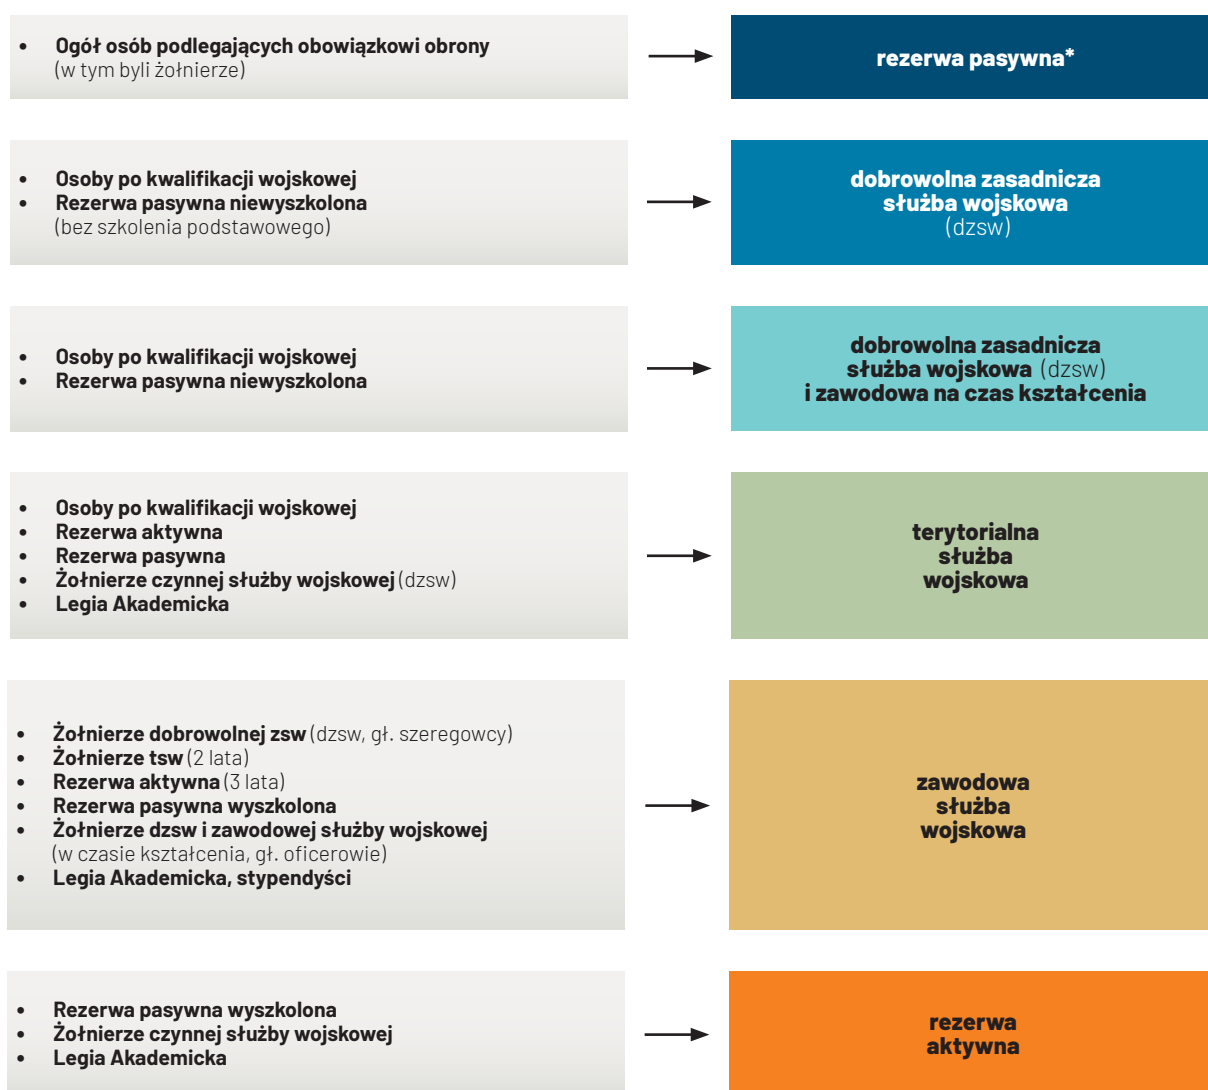 • Ogół osób podlegających obowiązkowi obrony
(w tym byli żołnierze)
rezerwa pasywna*
• Osoby po kwalifikacji wojskowej
• Rezerwa pasywna niewyszkolona
(bez szkolenia podstawowego)
dobrowolna zasadnicza
służba wojskowa
(dzsw)
• Osoby po kwalifikacji wojskowej
• Rezerwa pasywna niewyszkolona
dobrowolna zasadnicza
służba wojskowa (dzsw)
i zawodowa na czas kształcenia
• Osoby po kwalifikacji wojskowej
• Rezerwa aktywna
• Rezerwa pasywna
• Żołnierze czynnej służby wojskowej (dzsw)
• Legia Akademicka
terytorialna
służba
wojskowa
• Żołnierze dobrowolnej zsw (dzsw, gł. szeregowcy)
• Żołnierze tsw (2 lata)
• Rezerwa aktywna (3 lata)
• Rezerwa pasywna wyszkolona
• Żołnierze dzsw i zawodowej służby wojskowej
(w czasie kształcenia, gł. oficerowie)
• Legia Akademicka, stypendyści
zawodowa
służba
wojskowa
• Rezerwa pasywna wyszkolona
• Żołnierze czynnej służby wojskowej
• Legia Akademicka
rezerwa
aktywna